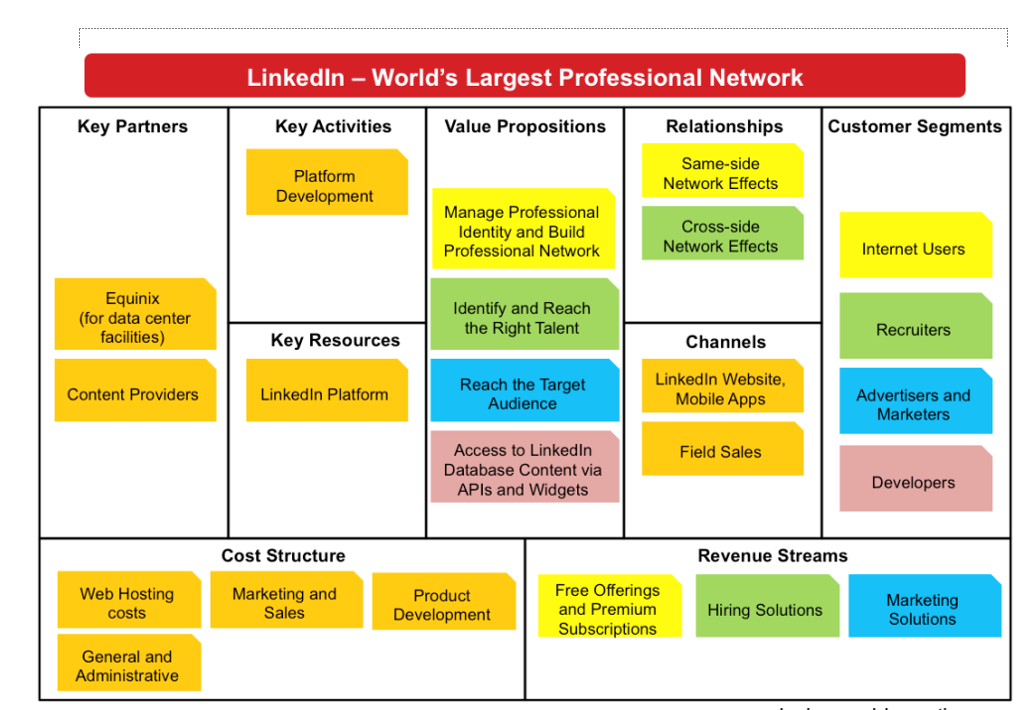 LinkedIn – World's Largest Professional Network
Key Partners
Equinix
(for data center
facilities)
Content Providers
Key Activities
Platform
Development
Key Resources
LinkedIn Platform
Value Propositions
Manage Professional
Identity and Build
Professional Network
Identify and Reach
the Right Talent
Reach the Target
Audience
Access to LinkedIn
Database Content via
APIs and Widgets
Relationships
Same-side
Network Effects
Cross-side
Network Effects
Channels
LinkedIn Website,
Mobile Apps
Field Sales
Customer Segments
Internet Users
Recruiters
Advertisers and
Marketers
Developers
Cost Structure
Web Hosting
costs
Marketing and
Sales
Product
Development
General and
Administrative
Revenue Streams
Free Offerings
and Premium
Subscriptions
Hiring Solutions
Marketing
Solutions